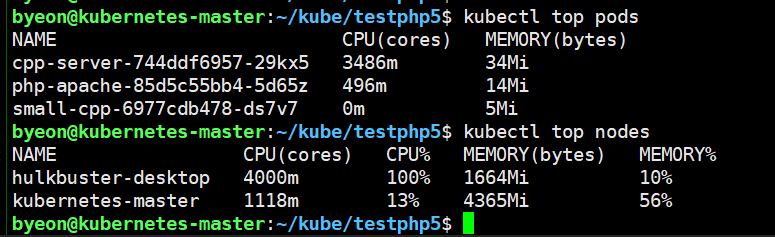 byeon@kubernetes-master:~/kube/testphp5$ kubectl top pods
NAME CPU(cores) MEMORY(bytes)
cpp-server-744ddf6957-29kx5 3486m 34Mi
php-apache-85d5c55bb4-5d65z 496m 14Mi
small-cpp-6977cdb478-ds7v7 0m 5Mi
byeon@kubernetes-master:~/kube/testphp5$ kubectl top nodes
NAME CPU(cores) CPU% MEMORY(bytes) MEMORY%
hulkbuster-desktop 4000m 100% 1664Mi 10%
kubernetes-master 1118m 13% 4365Mi 56%
byeon@kubernetes-master:~/kube/testphp5$